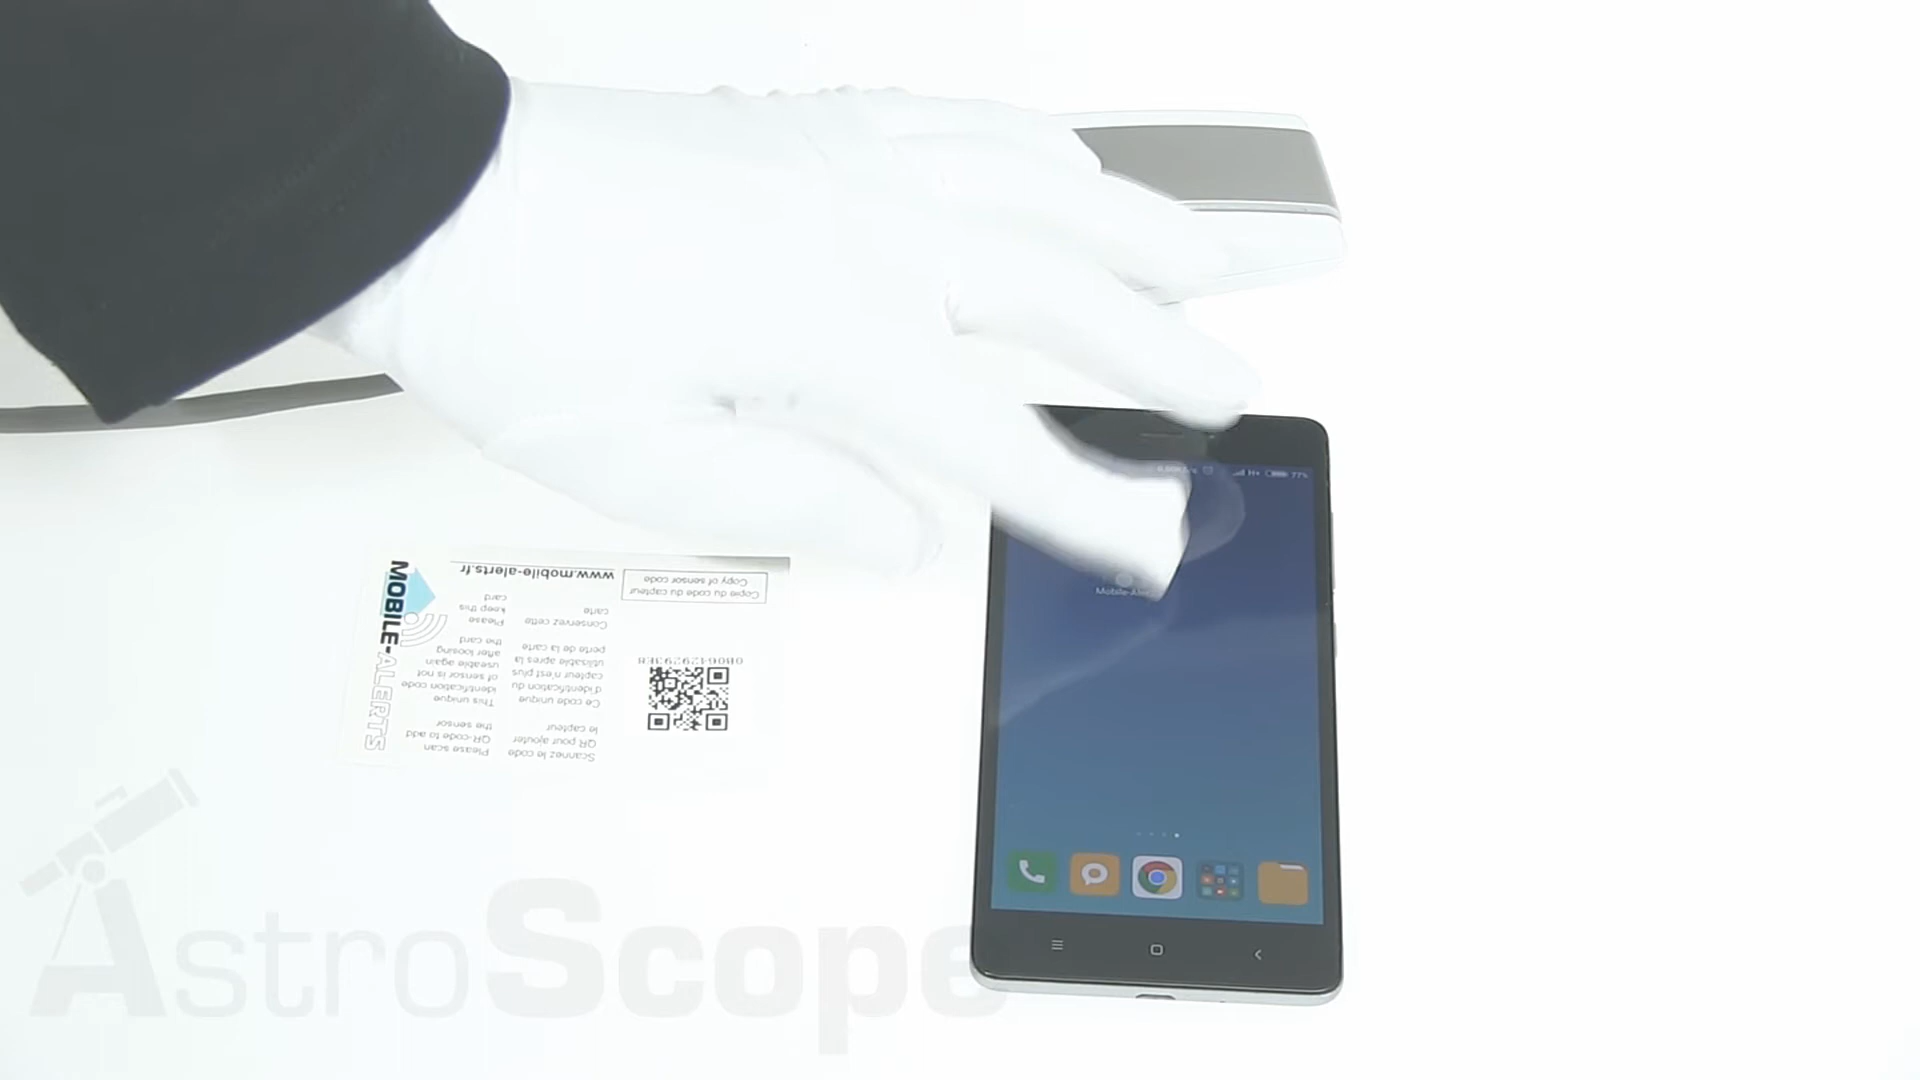 MOBILE-ALERTS
Scannez le code
QR pour ajouter
le capteur
Ce code unique
d'identification du
capteur n'est plus
utilisable après la
perte de la carte
Conservez cette
carte
Please scan
QR-code to add
the sensor
This unique
identification code
of sensor is not
useable again
after loosing
the card
Please
keep this
card
www.mobile-alerts.fr
Copie du code du capteur
Copy of sensor code
H+ 77%
AstroScope